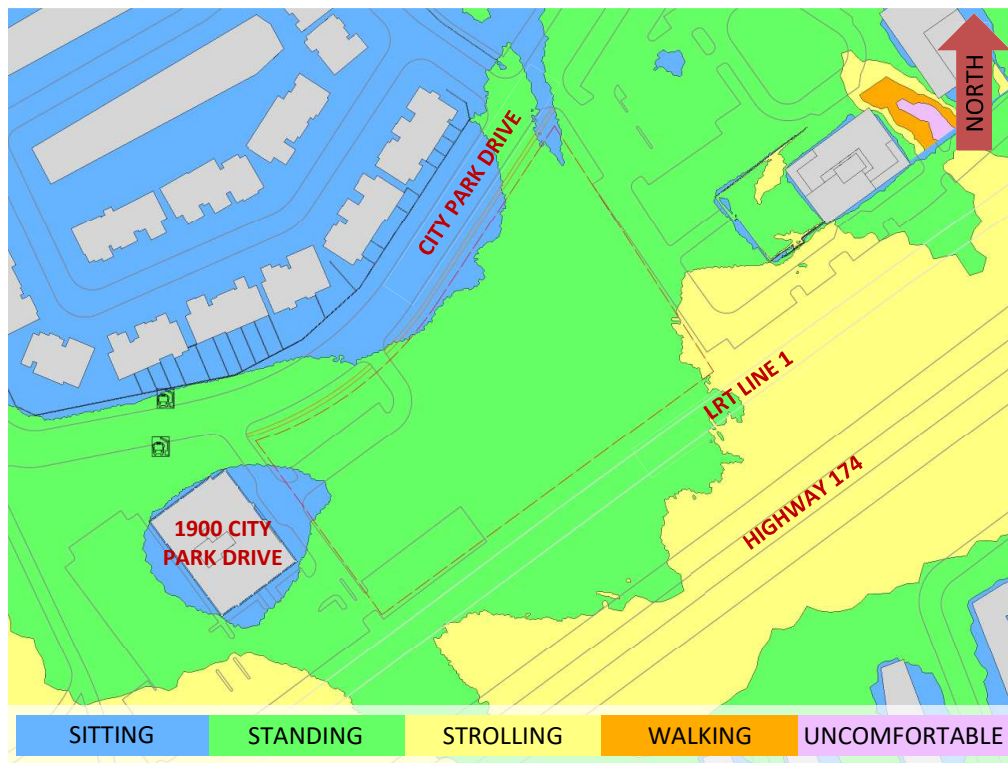 NORTH
CITY PARK DRIVE
LRT LINE 1
HIGHWAY 174
1900 CITY
PARK DRIVE
SITTING
STANDING
STROLLING
WALKING
UNCOMFORTABLE